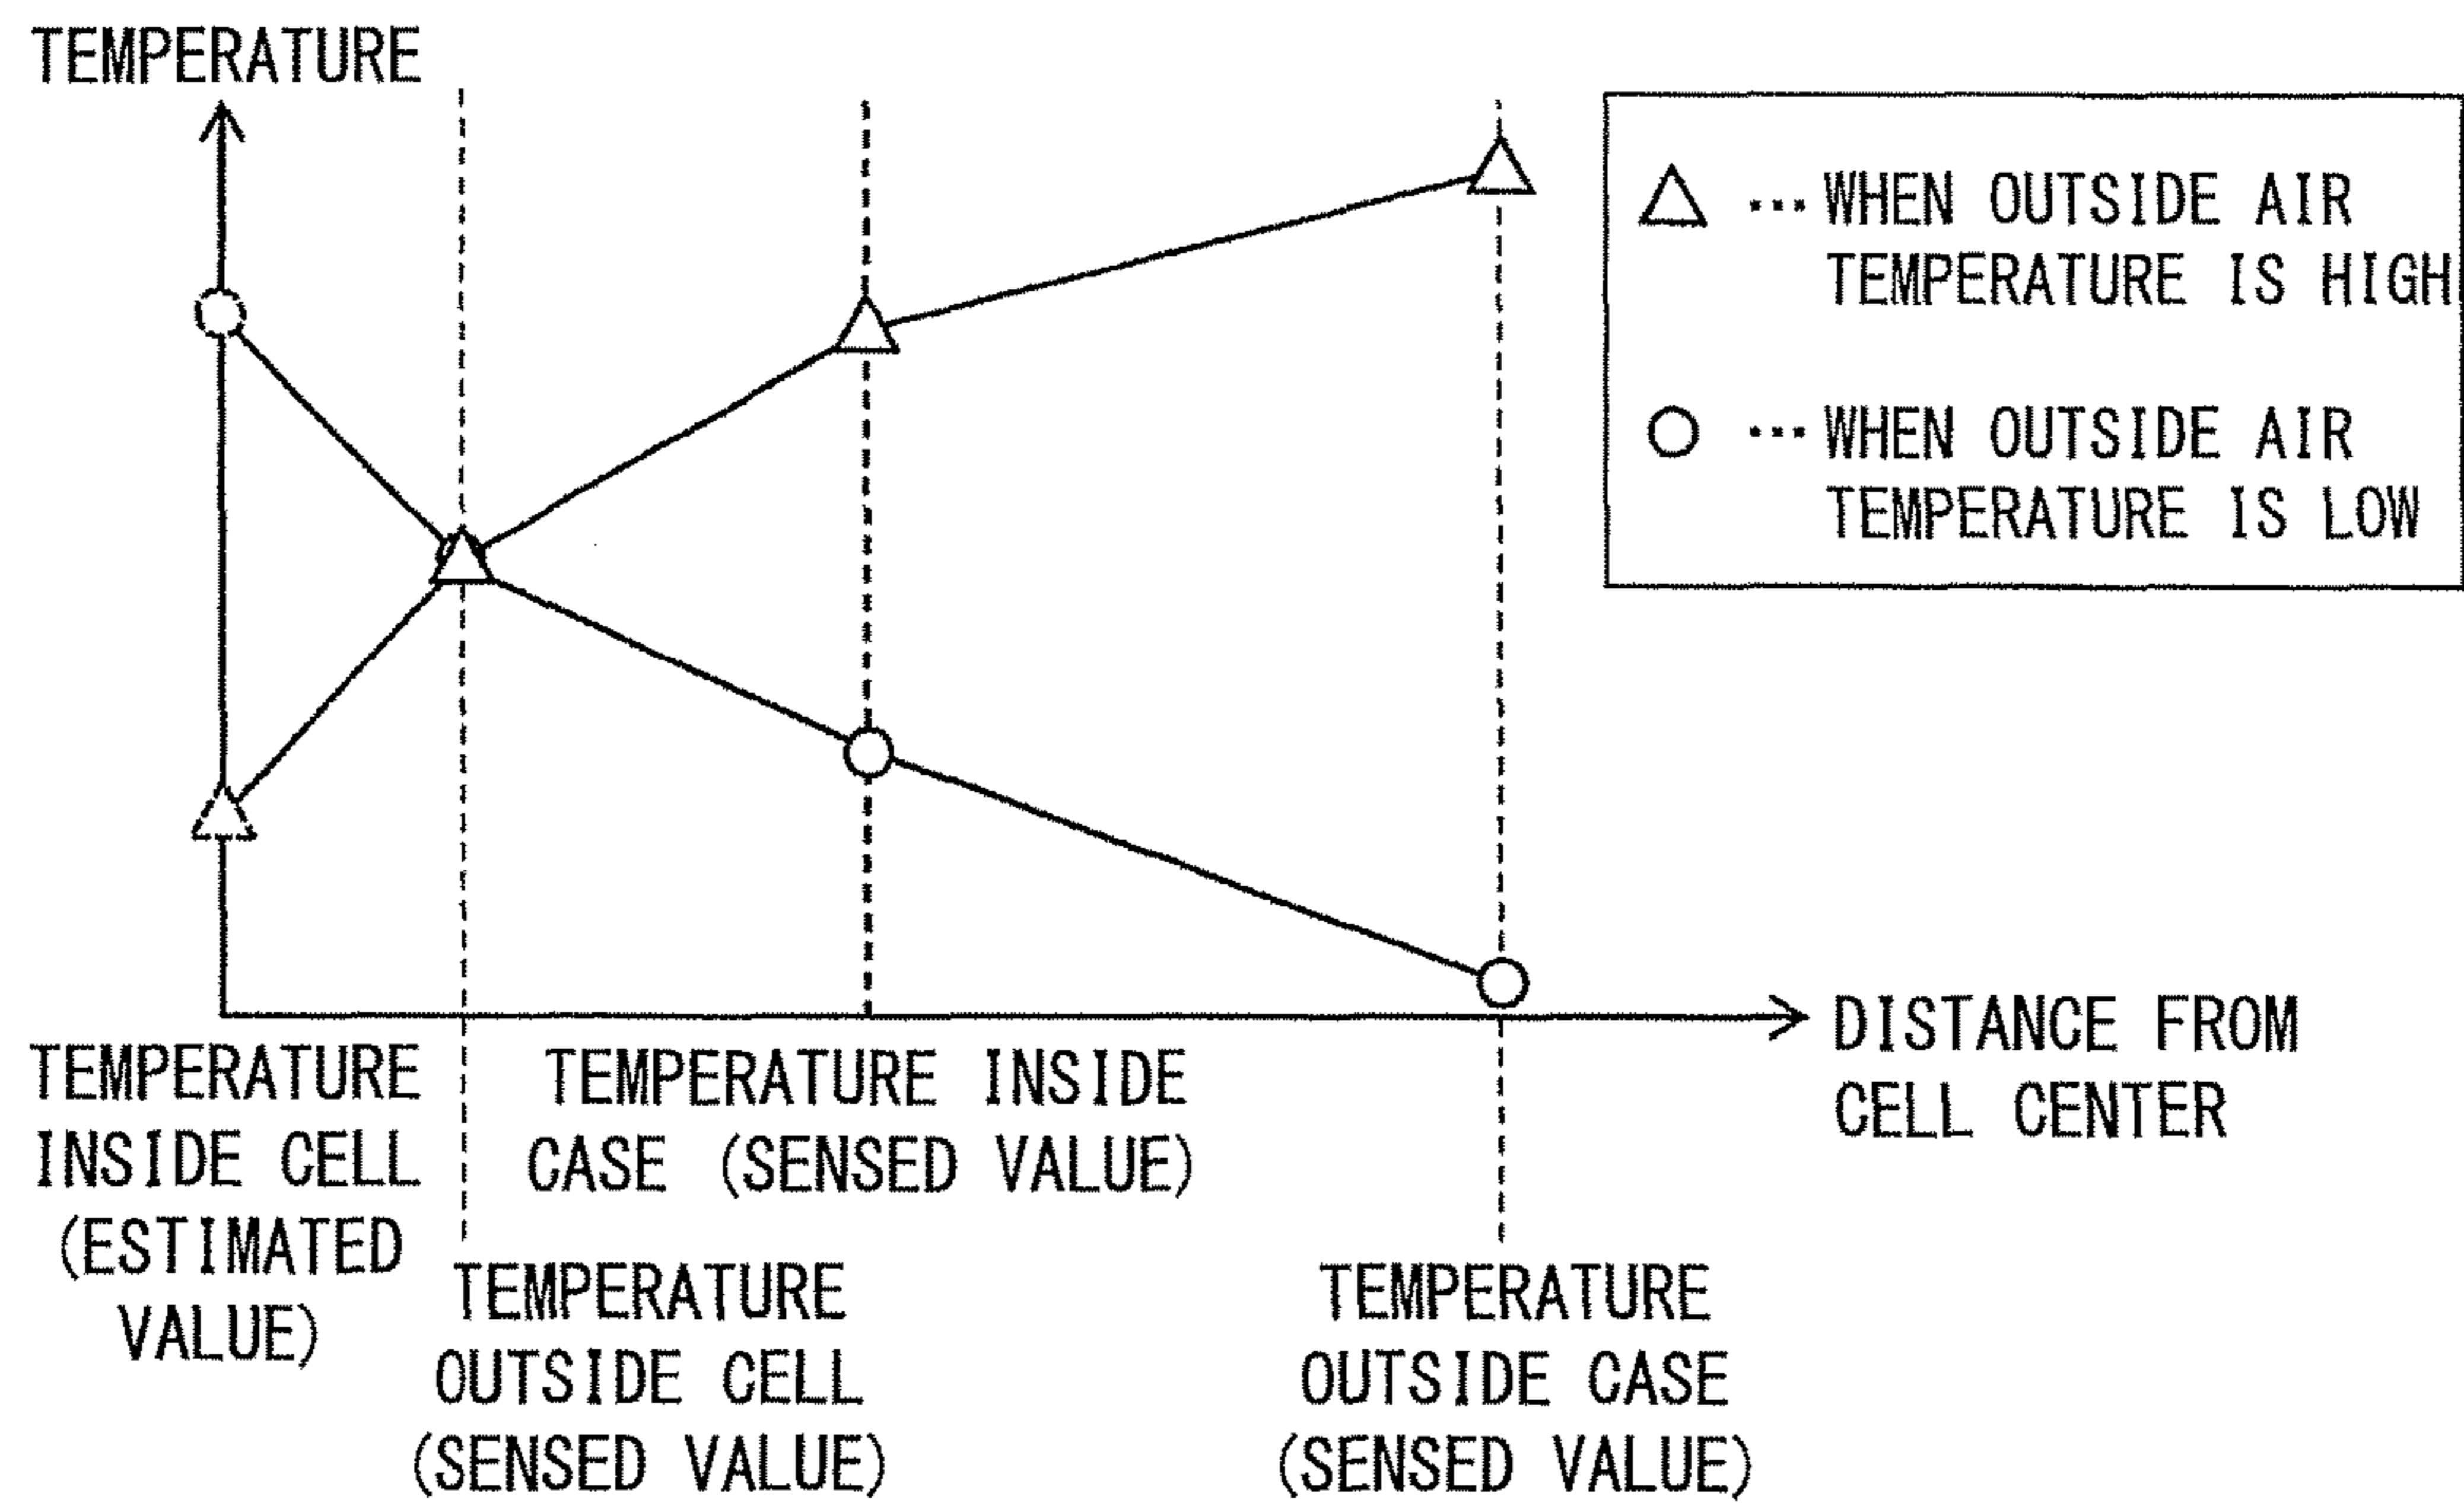 TEMPERATURE
△ ... WHEN OUTSIDE AIR
TEMPERATURE IS HIGH
○ ... WHEN OUTSIDE AIR
TEMPERATURE IS LOW
DISTANCE FROM
CELL CENTER
TEMPERATURE
INSIDE CELL
(ESTIMATED
VALUE)
TEMPERATURE INSIDE
CASE (SENSED VALUE)
TEMPERATURE
OUTSIDE CELL
(SENSED VALUE)
TEMPERATURE
OUTSIDE CASE
(SENSED VALUE)